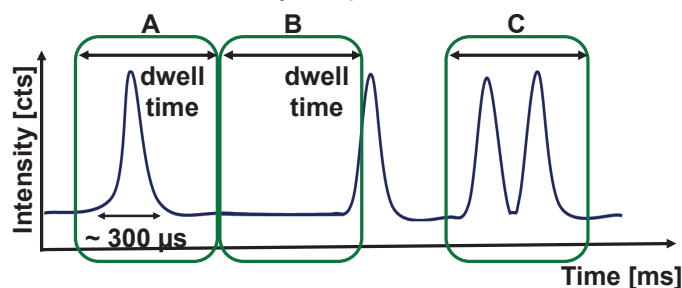 A
B
C
dwell
time
dwell
time
Intensity [cts]
~ 300 µs
Time [ms]